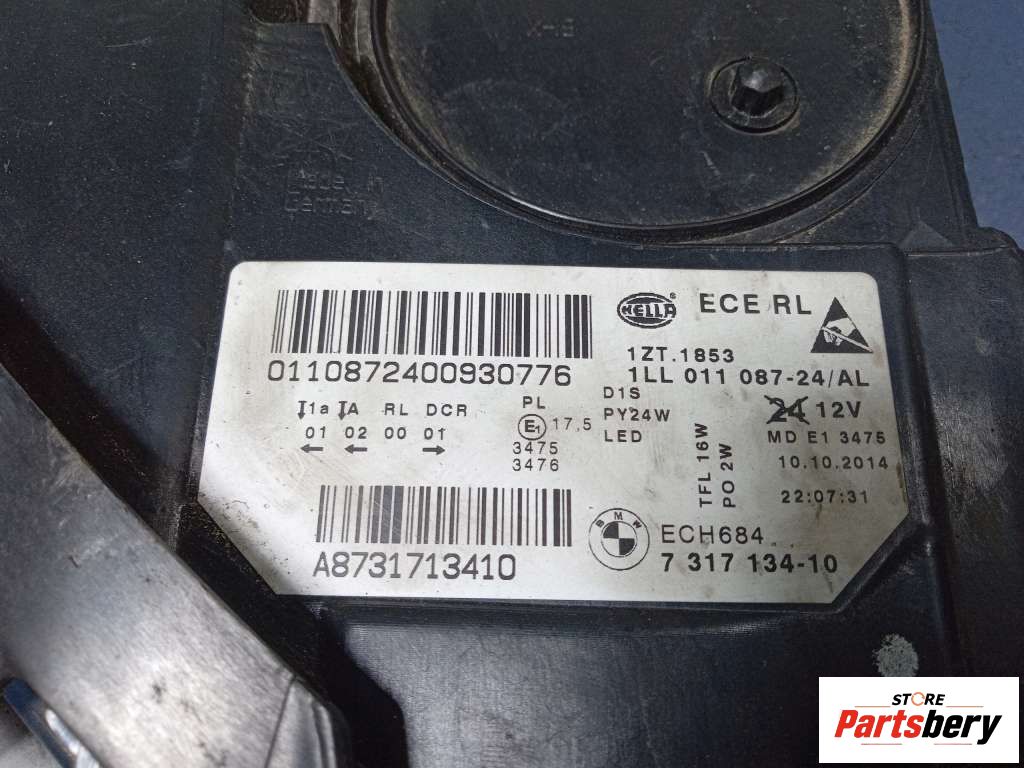 Made in
Germany
0110872400930776
HELLA
ECE RL
1ZT.1853
1LL 011 087-24/AL
T1a TA RL DCR
01 02 00 01
PL
E1 17,5
3475
3476
D1S
PY24W
LED
TFL 16W
PO 2W
24 12V
MD E1 3475
10.10.2014
22:07:31
A8731713410
BMW
ECH684
7 317 134-10
STORE
Partsbery